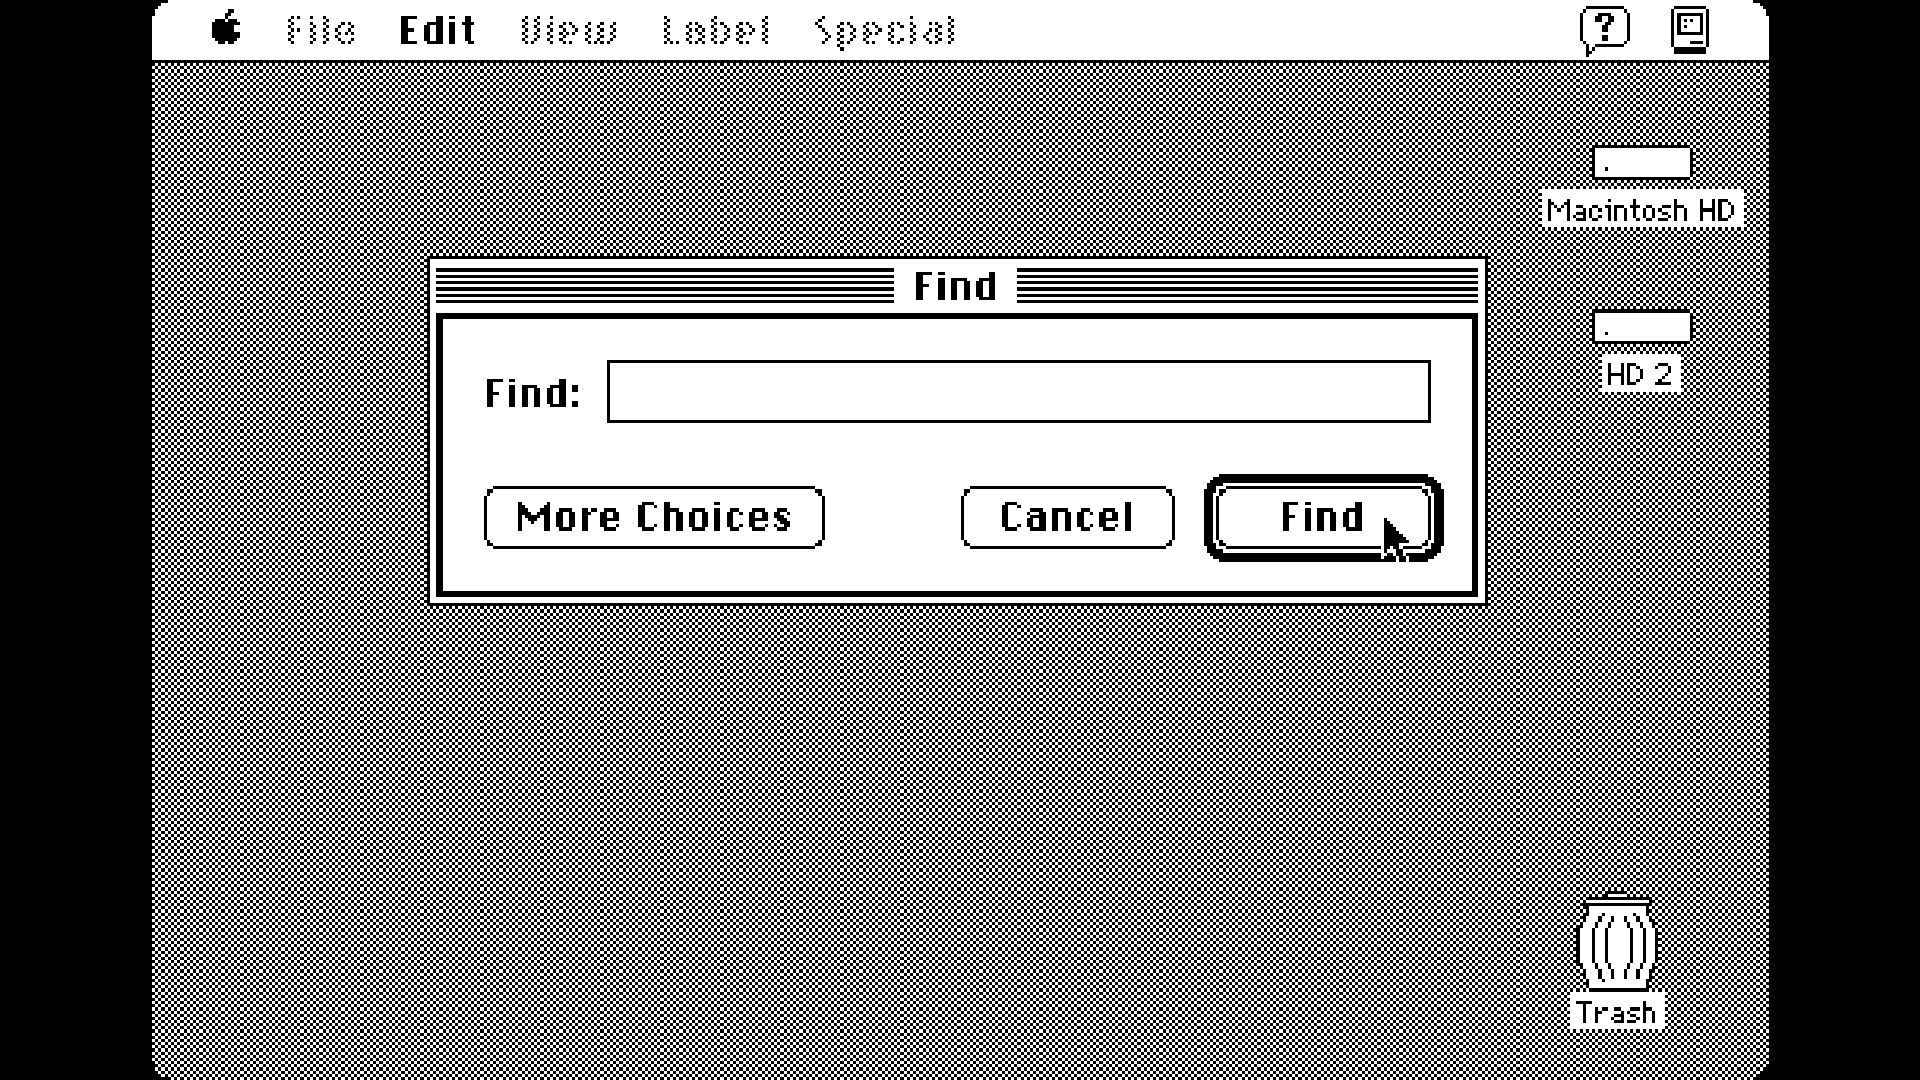 File Edit View Label Special ?
Macintosh HD
HD 2
Find
Find:
More Choices Cancel Find
Trash